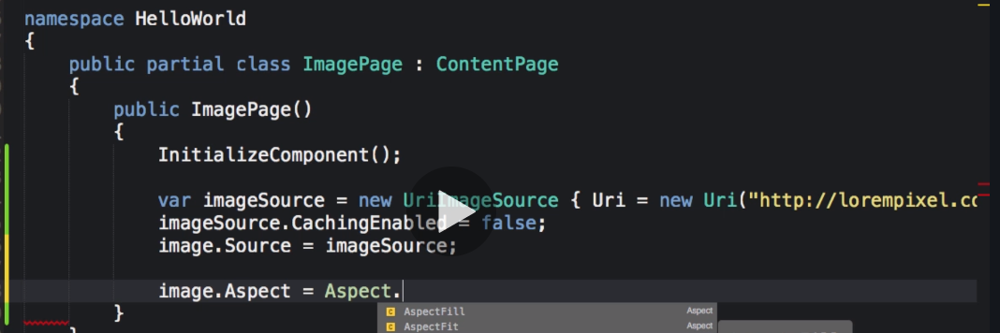 namespace HelloWorld
{
public partial class ImagePage : ContentPage
{
public ImagePage()
{
InitializeComponent();
var imageSource = new UriImageSource { Uri = new Uri("http://lorempixel.co
imageSource.CachingEnabled = false;
image.Source = imageSource;
image.Aspect = Aspect.
AspectFill Aspect
}
AspectFit Aspect